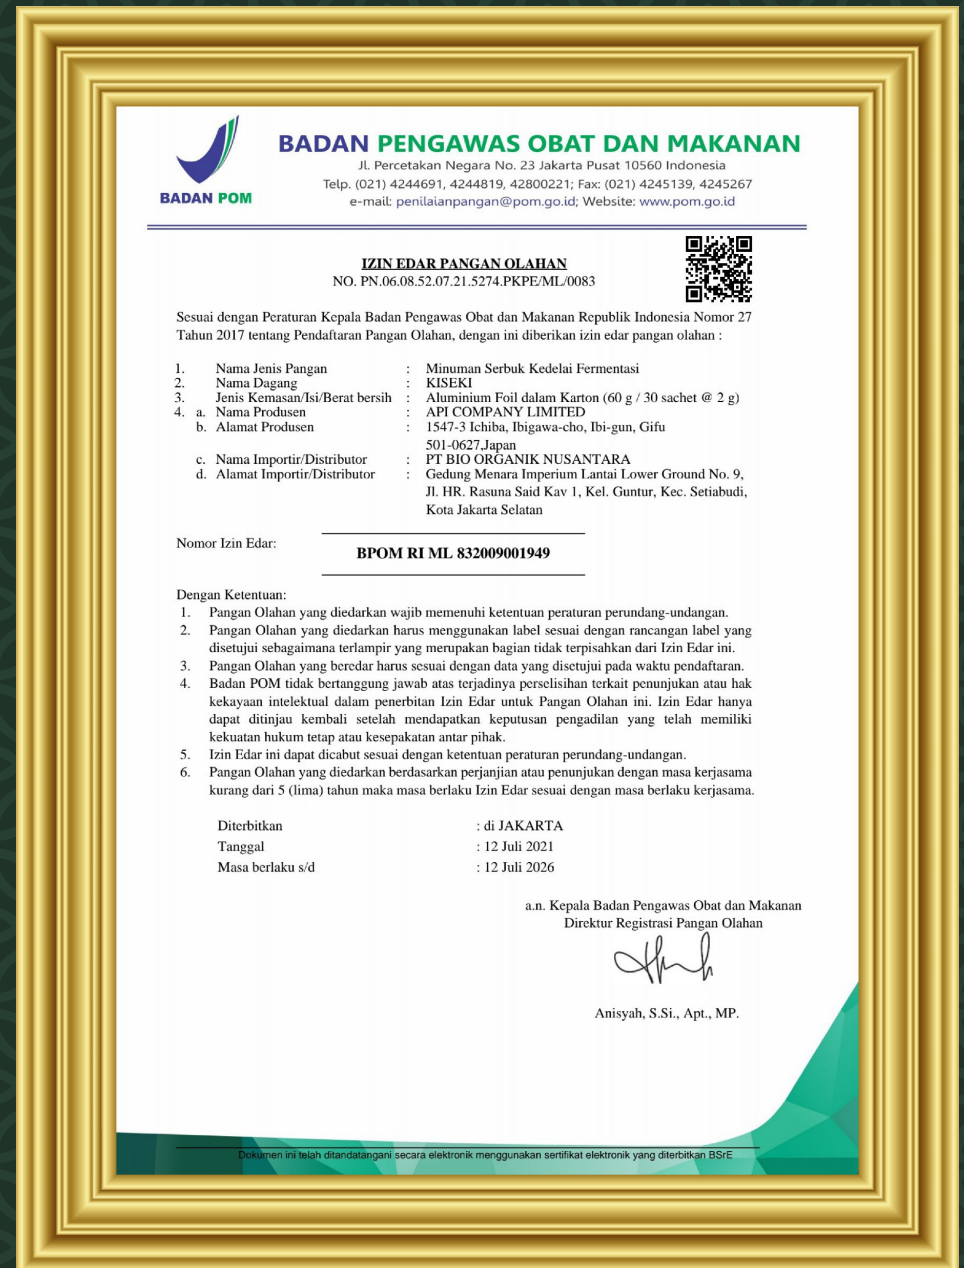 BADAN POM
BADAN PENGAWAS OBAT DAN MAKANAN
Jl. Percetakan Negara No. 23 Jakarta Pusat 10560 Indonesia
Telp. (021) 4244691, 4244819, 42800221; Fax: (021) 4245139, 4245267
e-mail: penilaianpangan@pom.go.id; Website: www.pom.go.id
IZIN EDAR PANGAN OLAHAN
NO. PN.06.08.52.07.21.5274.PKPE/ML/0083
Sesuai dengan Peraturan Kepala Badan Pengawas Obat dan Makanan Republik Indonesia Nomor 27
Tahun 2017 tentang Pendaftaran Pangan Olahan, dengan ini diberikan izin edar pangan olahan :
1. Nama Jenis Pangan : Minuman Serbuk Kedelai Fermentasi
2. Nama Dagang : KISEKI
3. Jenis Kemasan/Isi/Berat bersih : Aluminium Foil dalam Karton (60 g / 30 sachet @ 2 g)
4. a. Nama Produsen : API COMPANY LIMITED
b. Alamat Produsen : 1547-3 Ichiba, Ibigawa-cho, Ibi-gun, Gifu
501-0627,Japan
c. Nama Importir/Distributor : PT BIO ORGANIK NUSANTARA
d. Alamat Importir/Distributor : Gedung Menara Imperium Lantai Lower Ground No. 9,
Jl. HR. Rasuna Said Kav 1, Kel. Guntur, Kec. Setiabudi,
Kota Jakarta Selatan
Nomor Izin Edar:
BPOM RI ML 832009001949
Dengan Ketentuan:
1. Pangan Olahan yang diedarkan wajib memenuhi ketentuan peraturan perundang-undangan.
2. Pangan Olahan yang diedarkan harus menggunakan label sesuai dengan rancangan label yang
disetujui sebagaimana terlampir yang merupakan bagian tidak terpisahkan dari Izin Edar ini.
3. Pangan Olahan yang beredar harus sesuai dengan data yang disetujui pada waktu pendaftaran.
4. Badan POM tidak bertanggung jawab atas terjadinya perselisihan terkait penunjukan atau hak
kekayaan intelektual dalam penerbitan Izin Edar untuk Pangan Olahan ini. Izin Edar hanya
dapat ditinjau kembali setelah mendapatkan keputusan pengadilan yang telah memiliki
kekuatan hukum tetap atau kesepakatan antar pihak.
5. Izin Edar ini dapat dicabut sesuai dengan ketentuan peraturan perundang-undangan.
6. Pangan Olahan yang diedarkan berdasarkan perjanjian atau penunjukan dengan masa kerjasama
kurang dari 5 (lima) tahun maka masa berlaku Izin Edar sesuai dengan masa berlaku kerjasama.
Diterbitkan : di JAKARTA
Tanggal : 12 Juli 2021
Masa berlaku s/d : 12 Juli 2026
a.n. Kepala Badan Pengawas Obat dan Makanan
Direktur Registrasi Pangan Olahan
Anisyah, S.Si., Apt., MP.
Dokumen ini telah ditandatangani secara elektronik menggunakan sertifikat elektronik yang diterbitkan BSrE